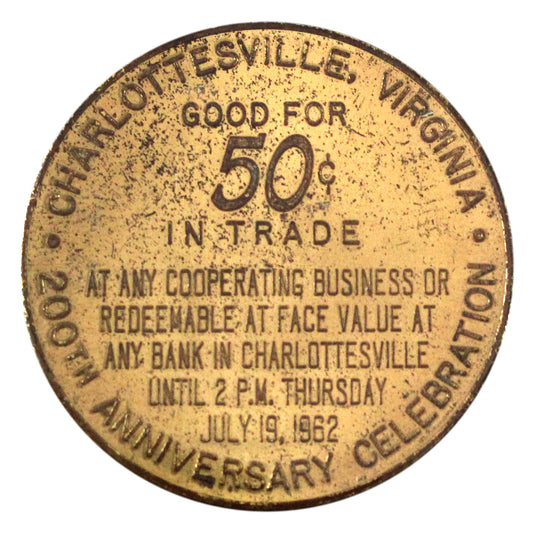 CHARLOTTESVILLE, VIRGINIA
GOOD FOR
50¢
IN TRADE
AT ANY COOPERATING BUSINESS OR
REDEEMABLE AT FACE VALUE AT
ANY BANK IN CHARLOTTESVILLE
UNTIL 2 P.M. THURSDAY
JULY 19, 1962
• 200TH ANNIVERSARY CELEBRATION •